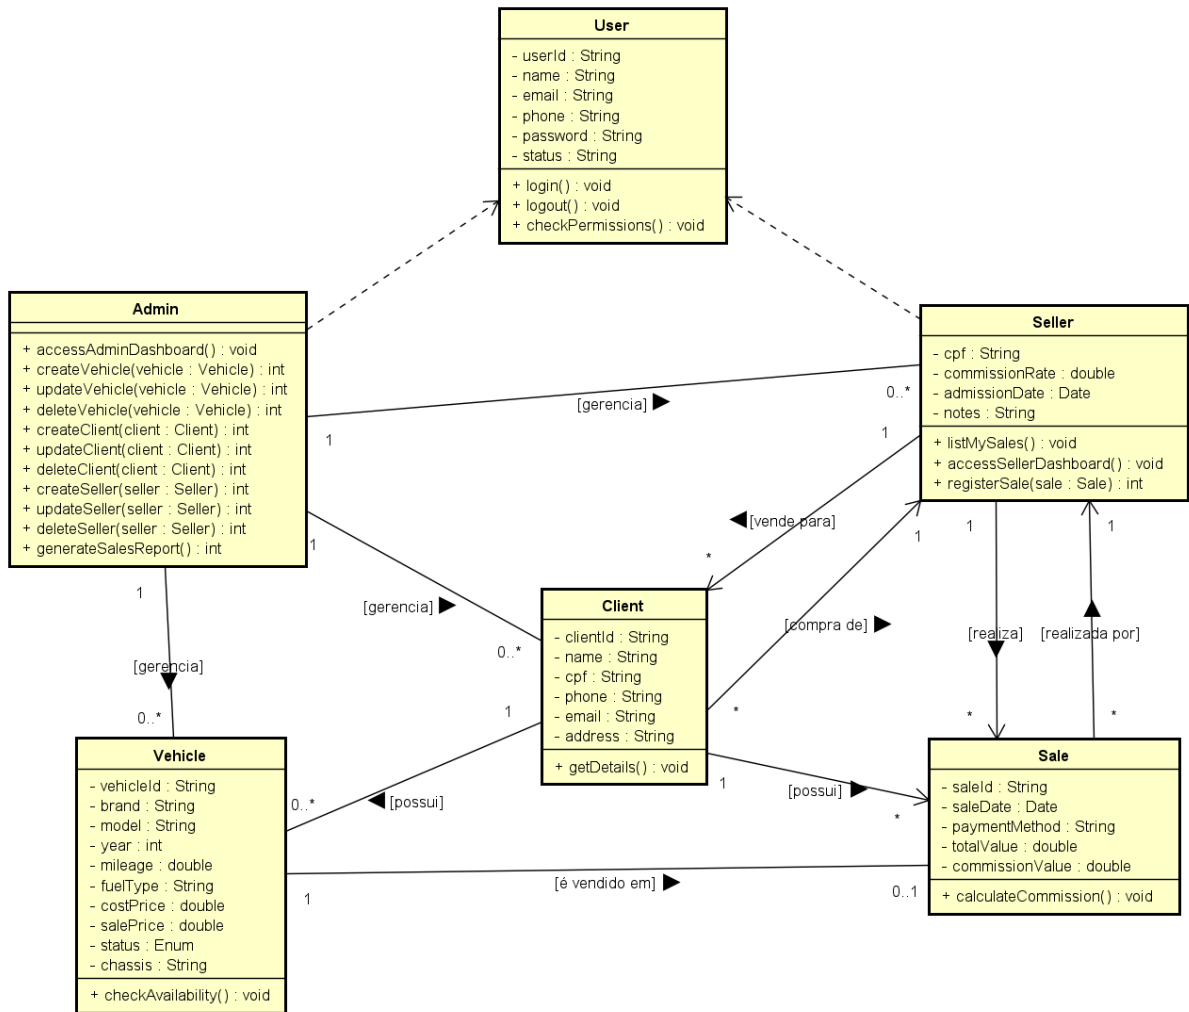 User
- userId : String
- name : String
- email : String
- phone : String
- password : String
- status : String
+ login() : void
+ logout() : void
+ checkPermissions() : void
Admin
+ accessAdminDashboard() : void
+ createVehicle(vehicle : Vehicle) : int
+ updateVehicle(vehicle : Vehicle) : int
+ deleteVehicle(vehicle : Vehicle) : int
+ createClient(client : Client) : int
+ updateClient(client : Client) : int
+ deleteClient(client : Client) : int
+ createSeller(seller : Seller) : int
+ updateSeller(seller : Seller) : int
+ deleteSeller(seller : Seller) : int
+ generateSalesReport() : int
Seller
- cpf : String
- commissionRate : double
- admissionDate : Date
- notes : String
+ listMySales() : void
+ accessSellerDashboard() : void
+ registerSale(sale : Sale) : int
[gerencia]
1
0..*
1
[vende para]
*
1
[gerencia]
0..*
1
[gerencia]
0..*
[compra de]
1
*
1
[realiza]
*
1
[realizada por]
*
Client
- clientId : String
- name : String
- cpf : String
- phone : String
- email : String
- address : String
+ getDetails() : void
1
[possui]
0..*
1
[possui]
*
Vehicle
- vehicleId : String
- brand : String
- model : String
- year : int
- mileage : double
- fuelType : String
- costPrice : double
- salePrice : double
- status : Enum
- chassis : String
+ checkAvailability() : void
1
[é vendido em]
0..1
Sale
- saleId : String
- saleDate : Date
- paymentMethod : String
- totalValue : double
- commissionValue : double
+ calculateCommission() : void